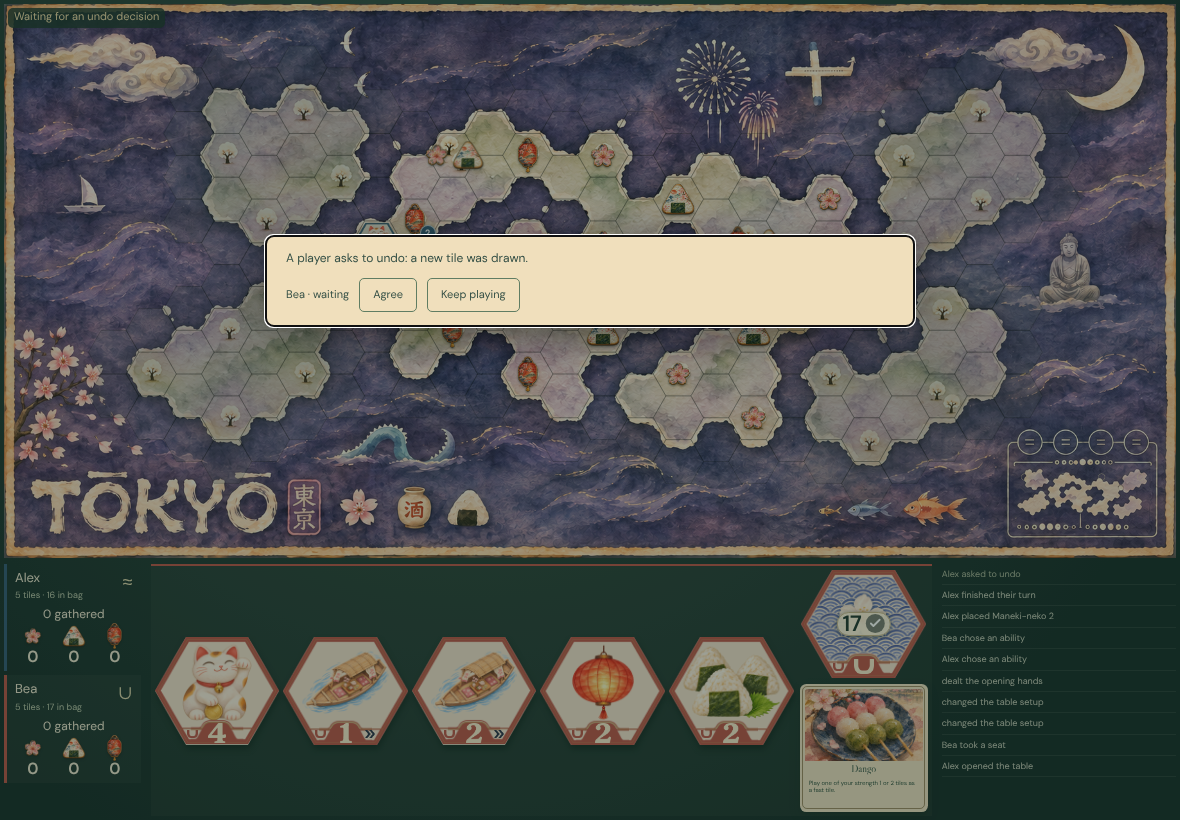 Waiting for an undo decision
A player asks to undo: a new tile was drawn.
Bea · waiting
Agree
Keep playing
TŌKYŌ
東京
酒
Alex
≈
5 tiles · 16 in bag
0 gathered
0 0 0
Bea
U
5 tiles · 17 in bag
0 gathered
0 0 0
U 4
U 1 »
U 2 »
U 2
U 2
17
U U
Dango
Play one of your strength 1 or 2 tiles as
a fast tile.
Alex asked to undo
Alex finished their turn
Alex placed Maneki-neko 2
Bea chose an ability
Alex chose an ability
dealt the opening hands
changed the table setup
changed the table setup
Bea took a seat
Alex opened the table